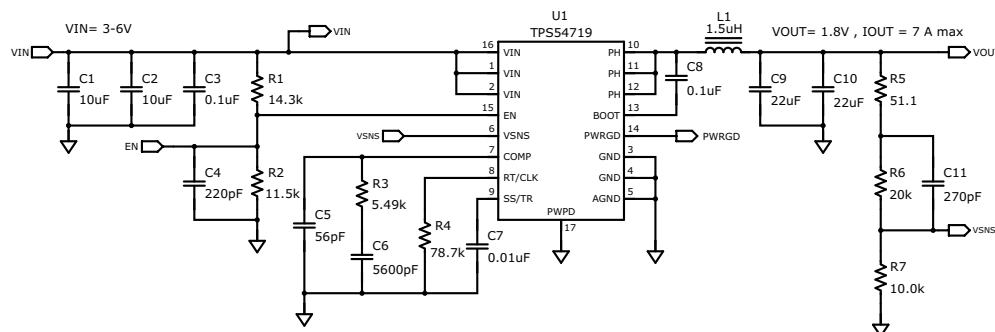 VIN= 3-6V
VIN
VIN
U1
TPS54719
L1
1.5uH
VOUT= 1.8V , IOUT = 7 A max
VOU
C1
10uF
C2
10uF
C3
0.1uF
R1
14.3k
16 VIN
1 VIN
2 VIN
15 EN
6 VSNS
7 COMP
8 RT/CLK
9 SS/TR
PH 10
PH 11
PH 12
BOOT 13
PWRGD 14
GND 3
GND 4
AGND 5
PWPD
17
C8
0.1uF
C9
22uF
C10
22uF
R5
51.1
EN
VSNS
PWRGD
C4
220pF
R2
11.5k
R3
5.49k
R4
78.7k
C5
56pF
C6
5600pF
C7
0.01uF
R6
20k
C11
270pF
VSNS
R7
10.0k